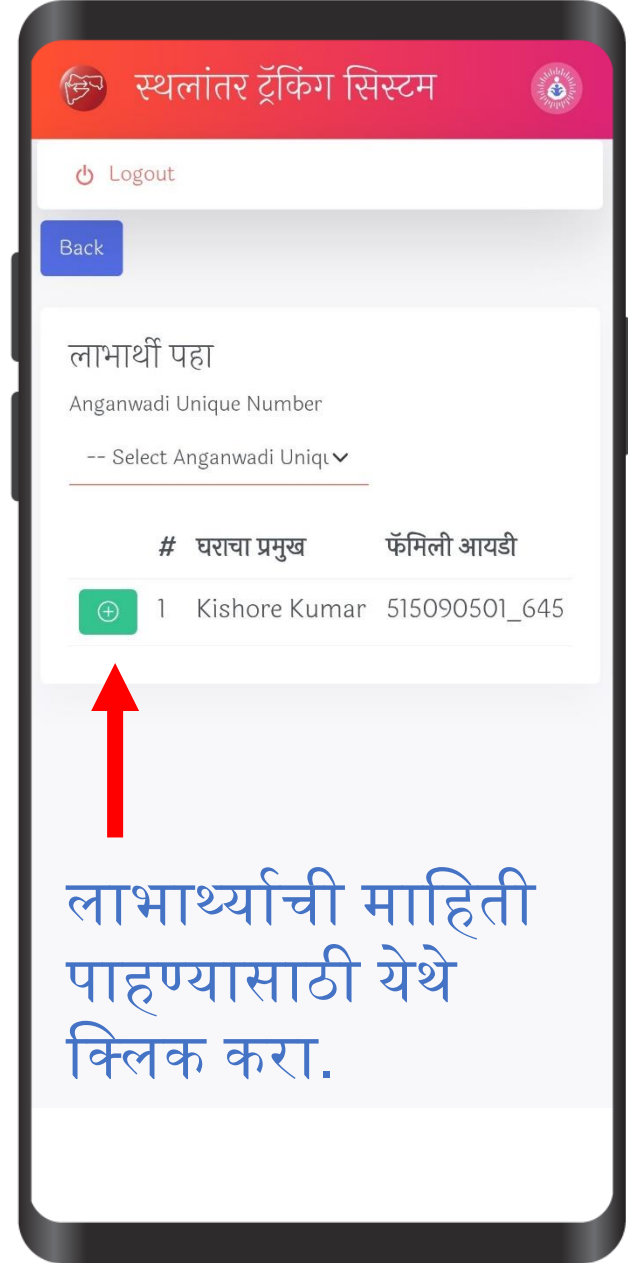 स्थलांतर ट्रॅकिंग सिस्टम
Logout
Back
लाभार्थी पहा
Anganwadi Unique Number
-- Select Anganwadi Uniqu
# घराचा प्रमुख फॅमिली आयडी
1 Kishore Kumar 515090501_645
लाभार्थ्याची माहिती
पाहण्यासाठी येथे
क्लिक करा.